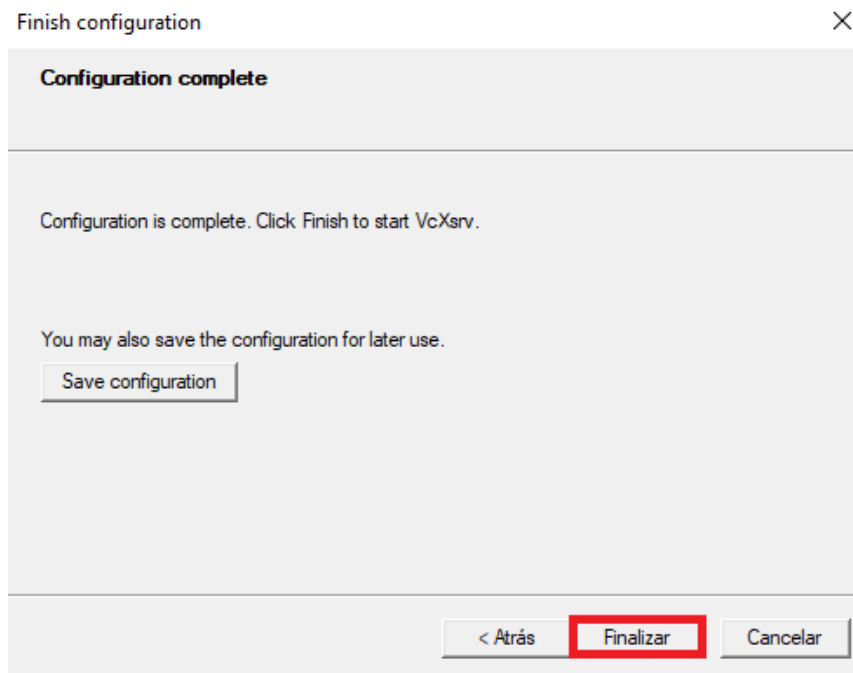 Finish configuration
Configuration complete
Configuration is complete. Click Finish to start VcXsrv.
You may also save the configuration for later use.
Save configuration
< Atrás Finalizar Cancelar